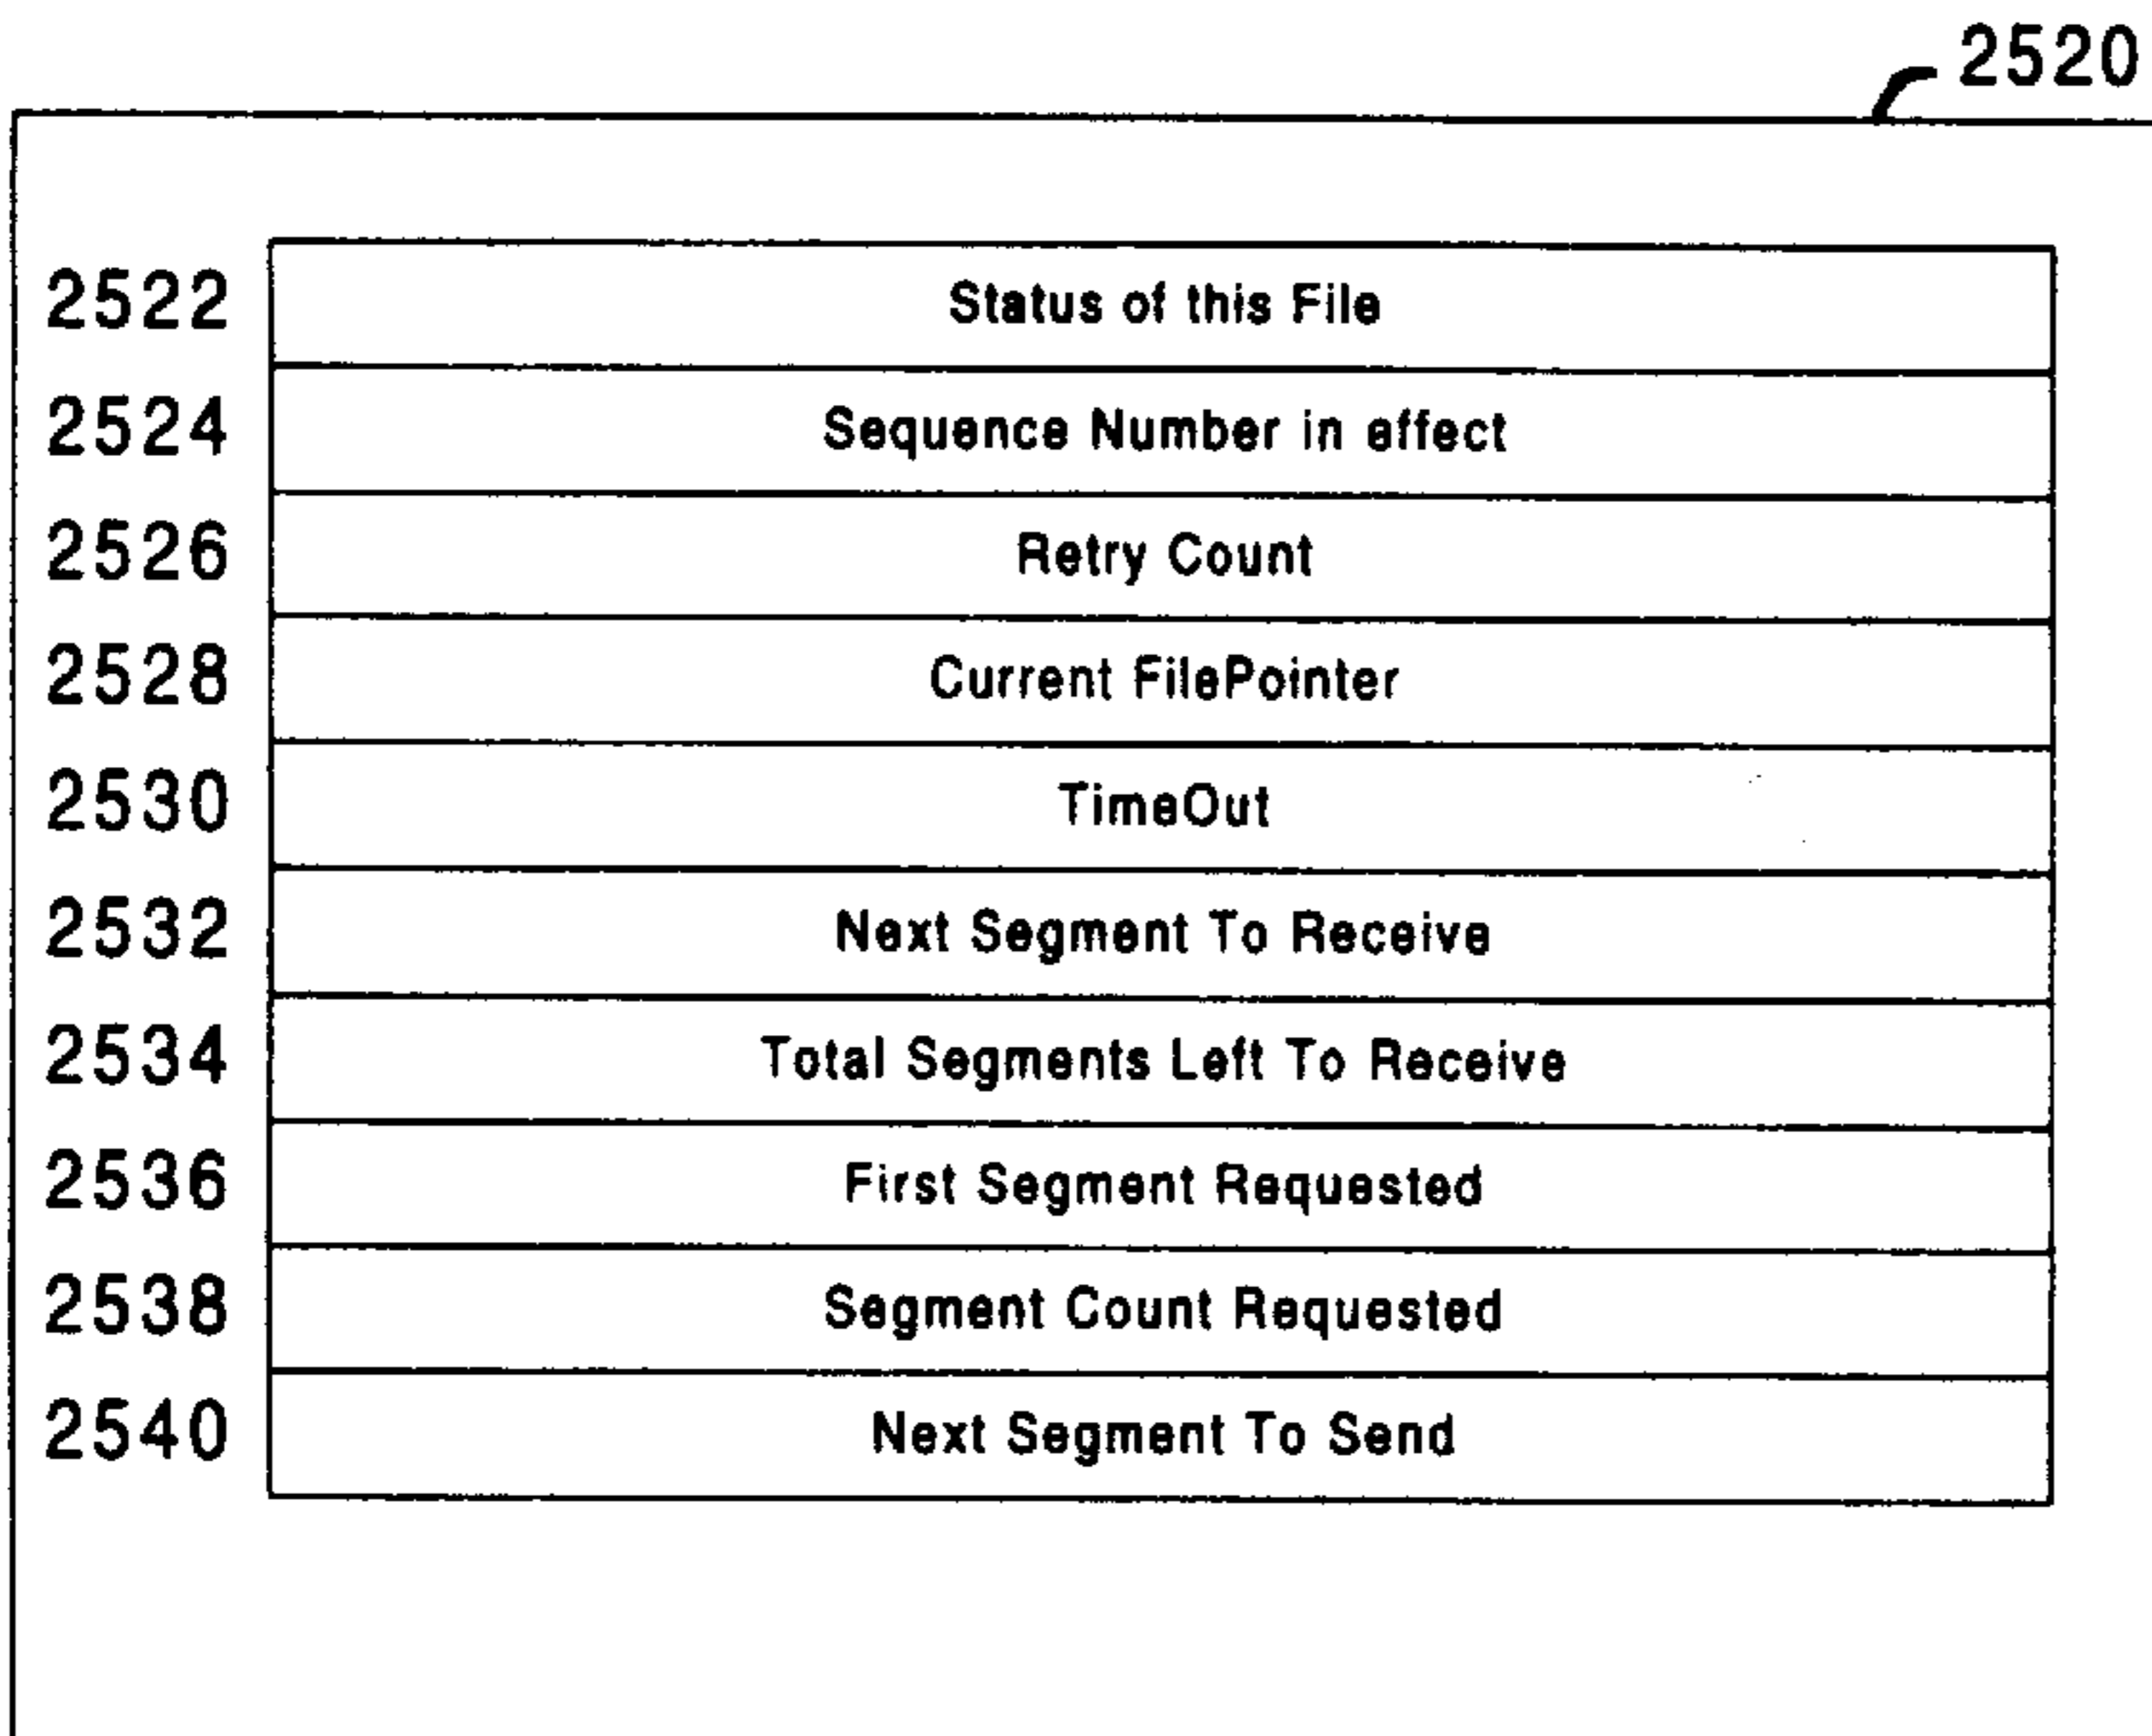 2520
2522 Status of this File
2524 Sequence Number in effect
2526 Retry Count
2528 Current FilePointer
2530 TimeOut
2532 Next Segment To Receive
2534 Total Segments Left To Receive
2536 First Segment Requested
2538 Segment Count Requested
2540 Next Segment To Send